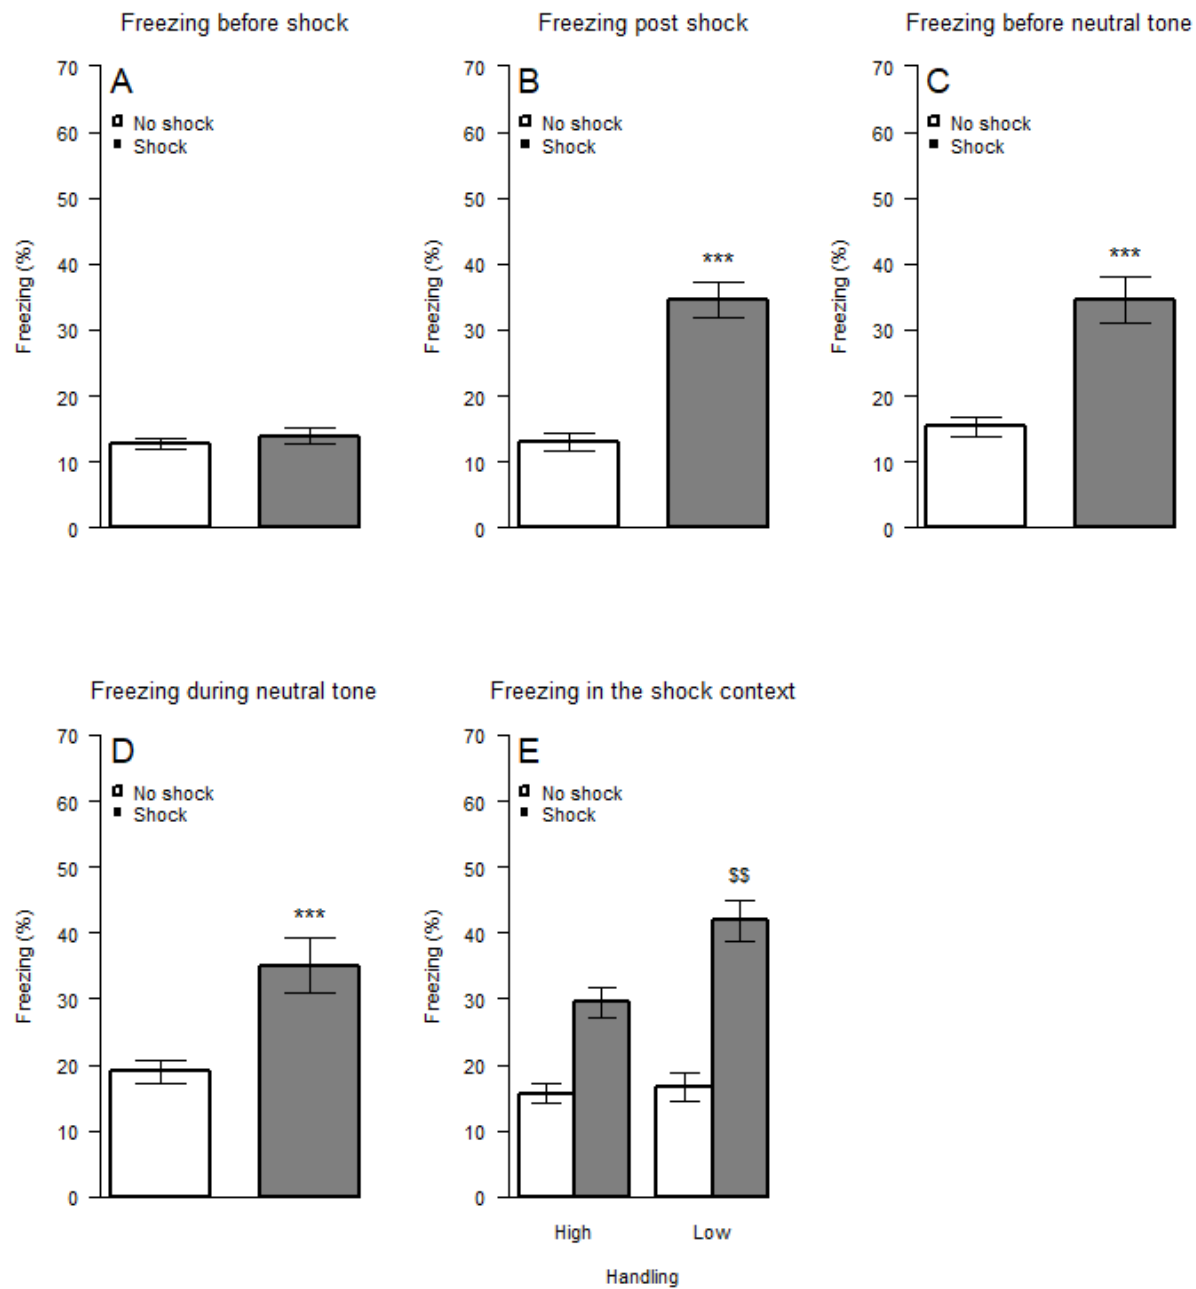 Freezing before shock
A
No shock
Shock
70
60
50
40
30
20
10
0
Freezing (%)
Freezing post shock
B
No shock
Shock
***
70
60
50
40
30
20
10
0
Freezing (%)
Freezing before neutral tone
C
No shock
Shock
***
70
60
50
40
30
20
10
0
Freezing (%)
Freezing during neutral tone
D
No shock
Shock
***
70
60
50
40
30
20
10
0
Freezing (%)
Freezing in the shock context
E
No shock
Shock
$$
70
60
50
40
30
20
10
0
Freezing (%)
High Low
Handling